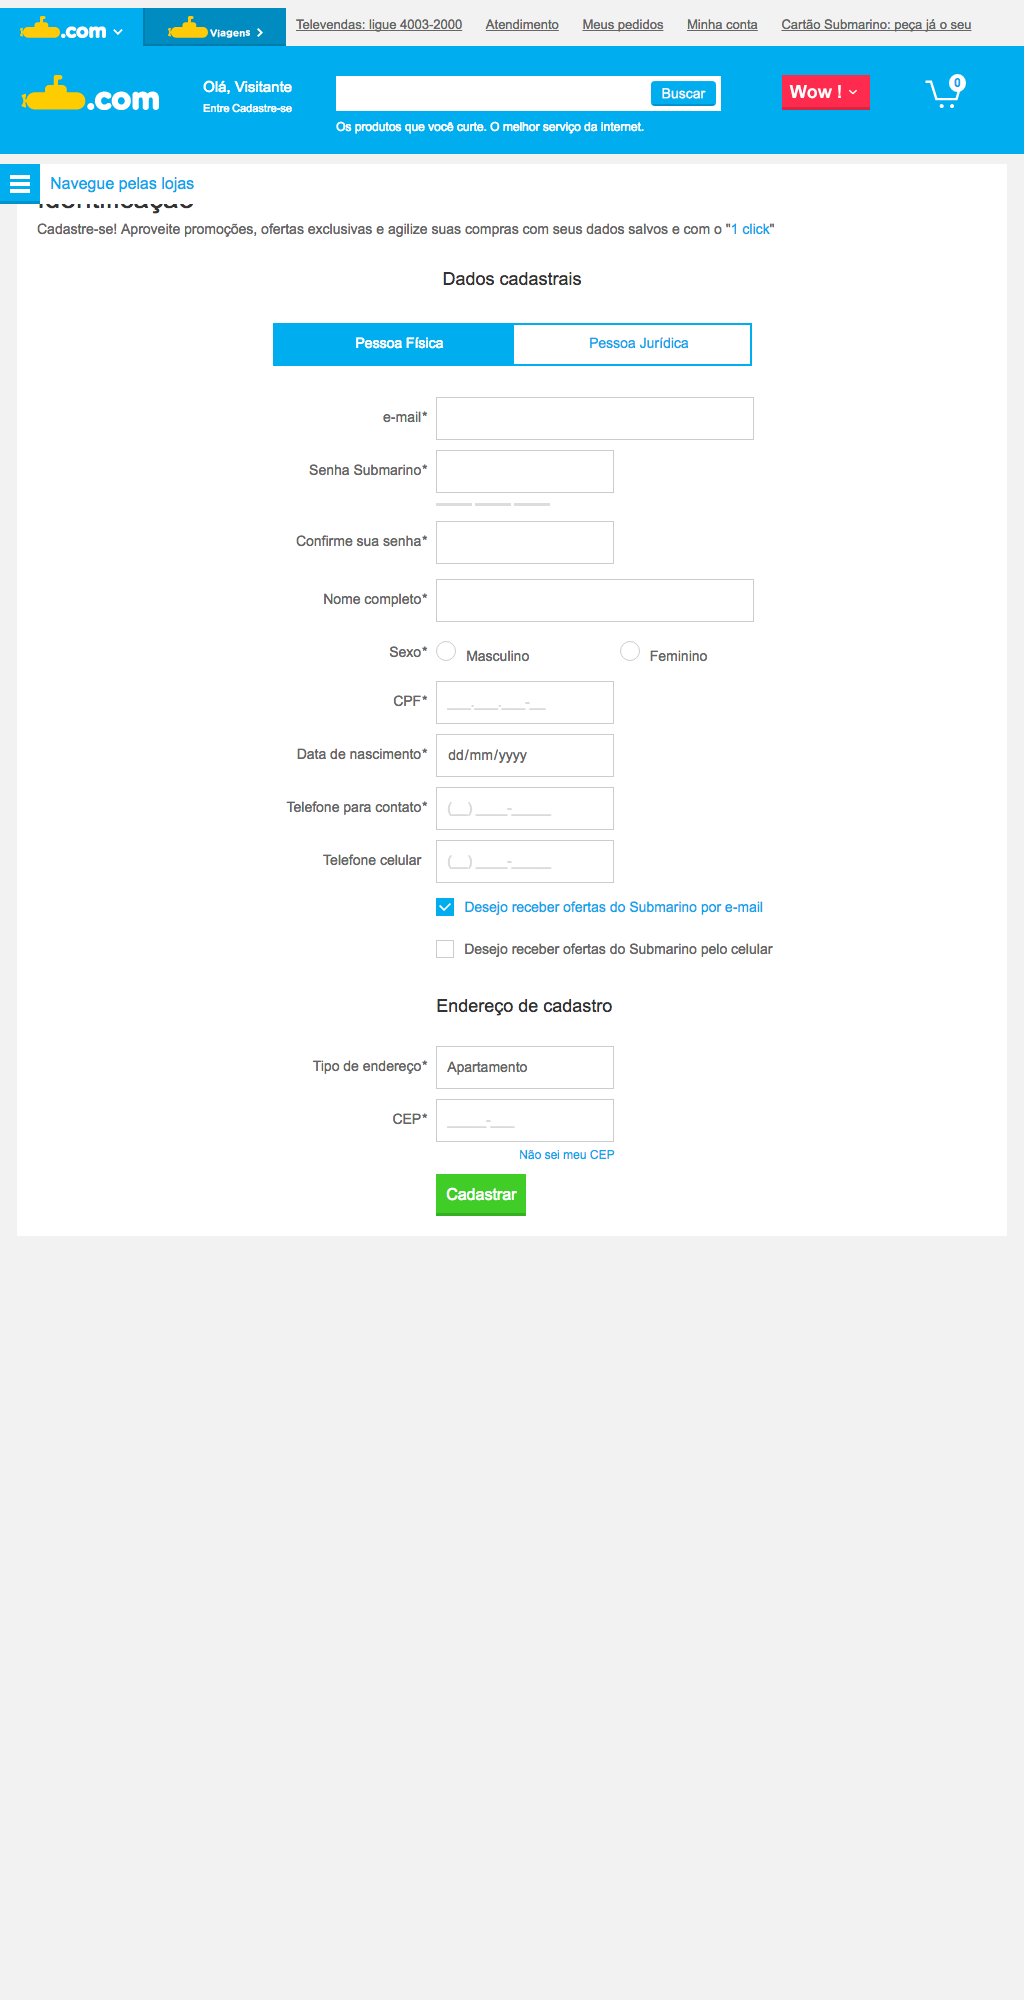 .com
Viagens
Televendas: ligue 4003-2000 Atendimento Meus pedidos Minha conta Cartão Submarino: peça já o seu
.com
Olá, Visitante
Entre Cadastre-se
Buscar
Os produtos que você curte. O melhor serviço da internet.
Wow !
0
Navegue pelas lojas
Identificação
Cadastre-se! Aproveite promoções, ofertas exclusivas e agilize suas compras com seus dados salvos e com o "1 click"
Dados cadastrais
Pessoa Física Pessoa Jurídica
e-mail*
Senha Submarino*
Confirme sua senha*
Nome completo*
Sexo* Masculino Feminino
CPF* ___.___.___-__
Data de nascimento* dd/mm/yyyy
Telefone para contato* (__) ____-_____
Telefone celular (__) ____-_____
Desejo receber ofertas do Submarino por e-mail
Desejo receber ofertas do Submarino pelo celular
Endereço de cadastro
Tipo de endereço* Apartamento
CEP* _____-___
Não sei meu CEP
Cadastrar